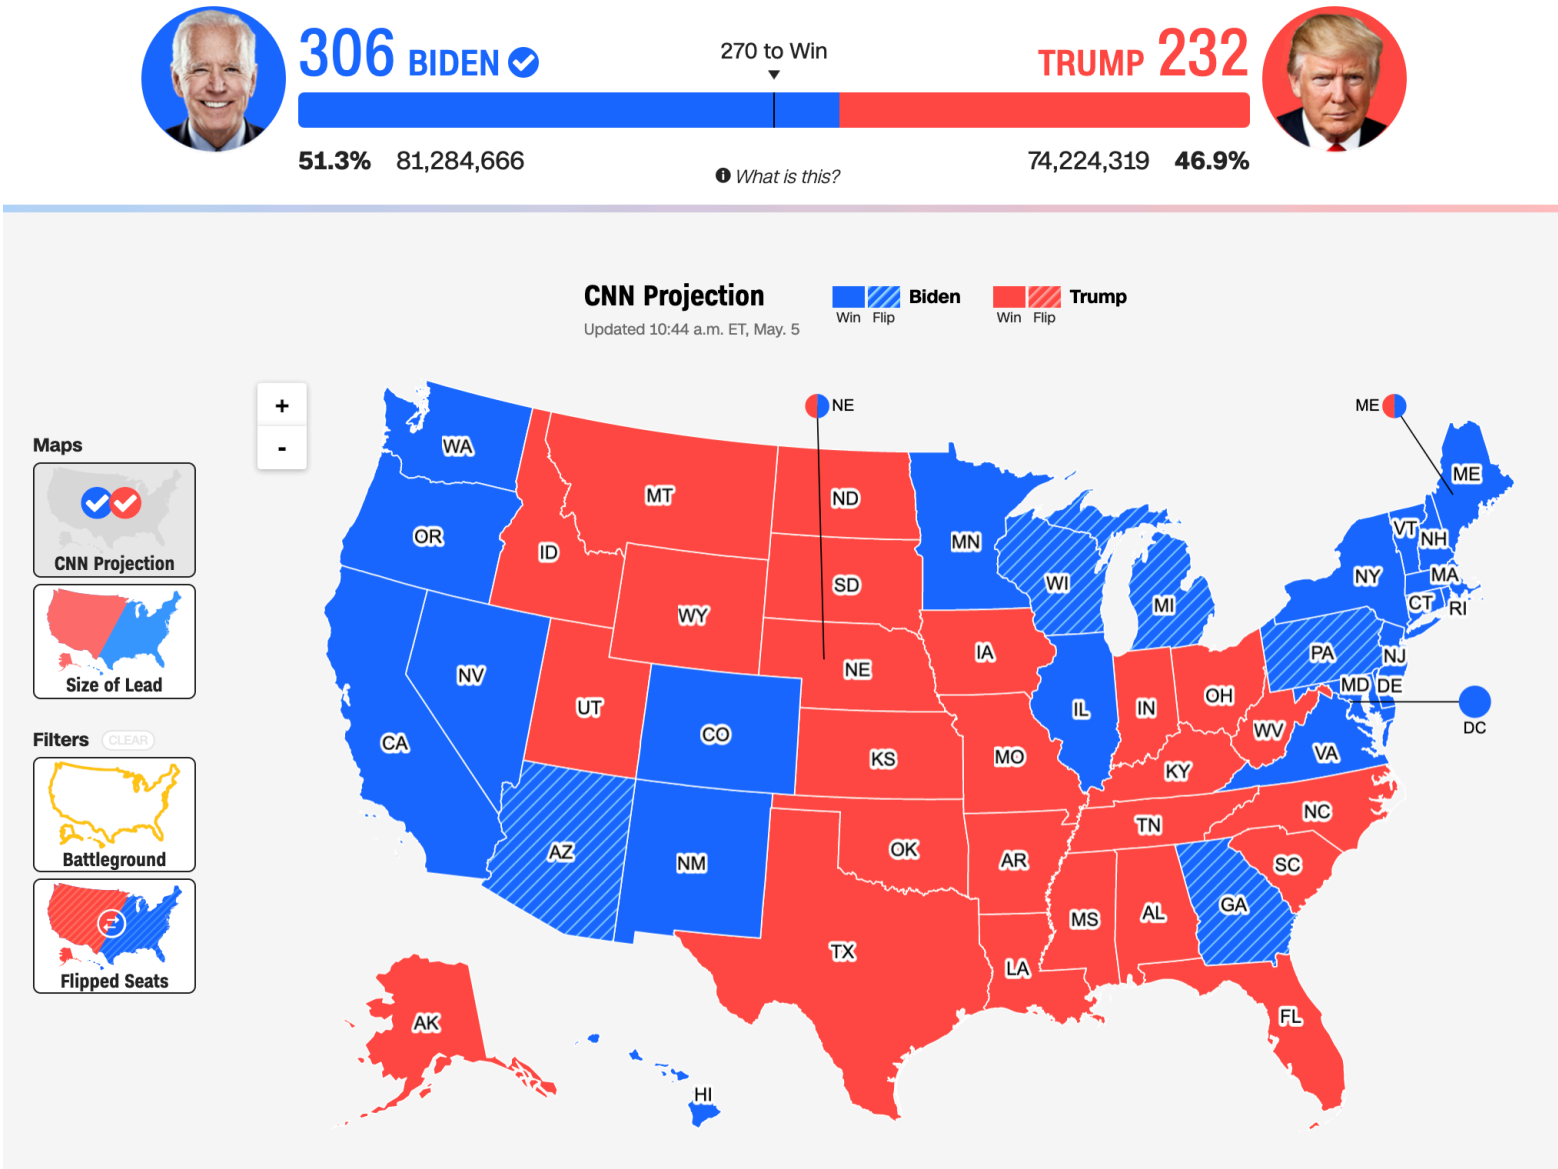 306 BIDEN
270 to Win
TRUMP 232
51.3% 81,284,666
What is this?
74,224,319 46.9%
CNN Projection
Updated 10:44 a.m. ET, May. 5
Win Flip Biden
Win Flip Trump
+
-
Maps
CNN Projection
Size of Lead
Filters CLEAR
Battleground
Flipped Seats
NE
ME
WA
MT
ND
ME
OR
ID
MN
VT
NH
SD
WI
NY
MA
WY
MI
CT
RI
NV
NE
IA
PA
NJ
UT
IL
IN
OH
MD
DE
CA
CO
KS
MO
WV
VA
DC
KY
AZ
NM
OK
AR
TN
NC
SC
MS
AL
GA
TX
LA
FL
AK
HI